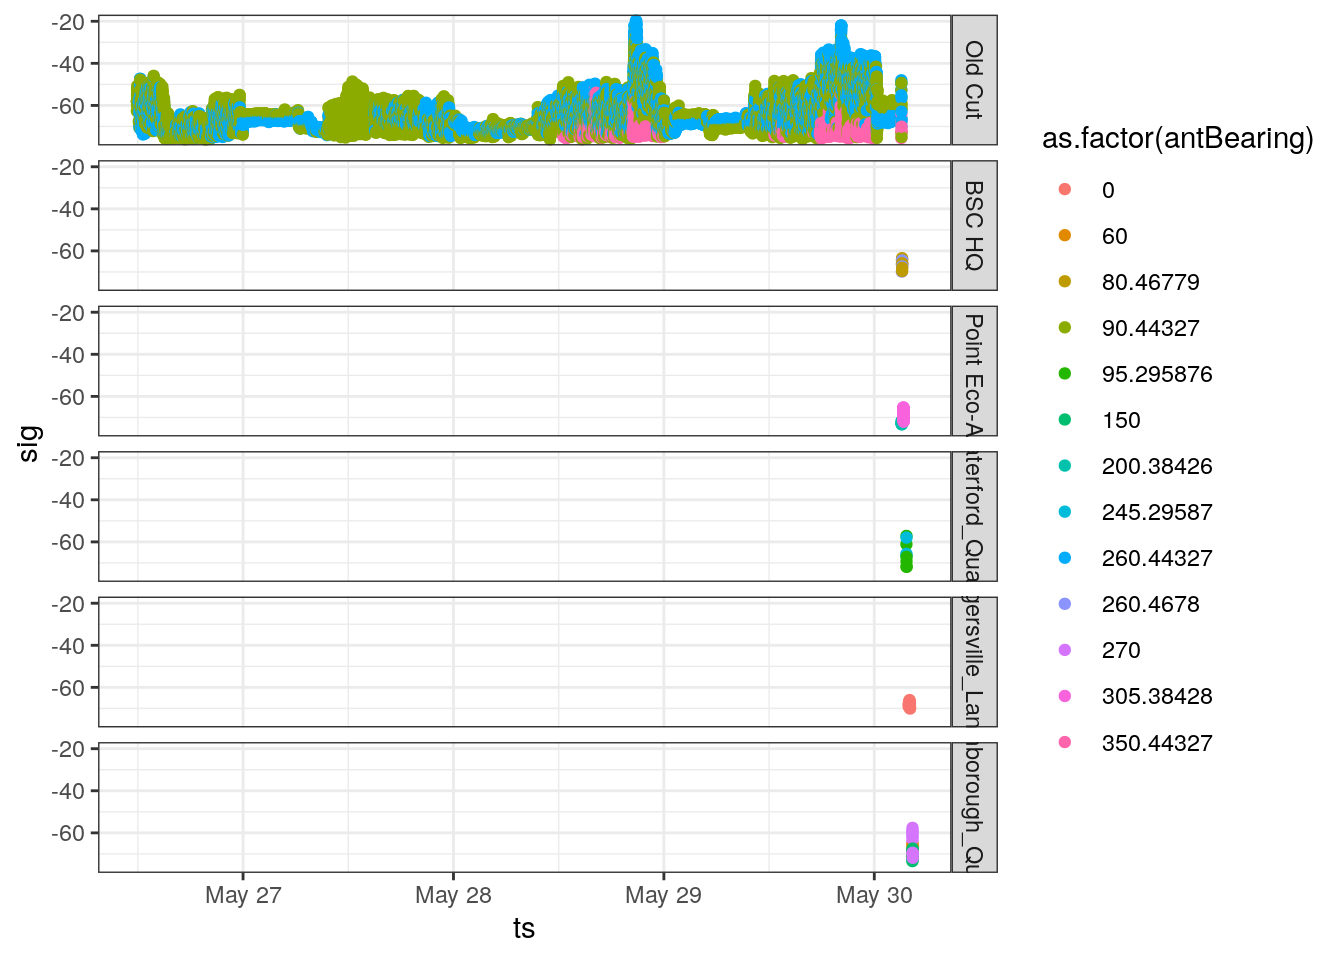 -20
-40
-60
Old Cut
-20
-40
-60
BSC HQ
-20
-40
-60
Point Eco-A
-20
-40
-60
terford_Qua
-20
-40
-60
gersville_Lan
-20
-40
-60
borough_Qu
May 27
May 28
May 29
May 30
ts
sig
as.factor(antBearing)
0
60
80.46779
90.44327
95.295876
150
200.38426
245.29587
260.44327
260.4678
270
305.38428
350.44327